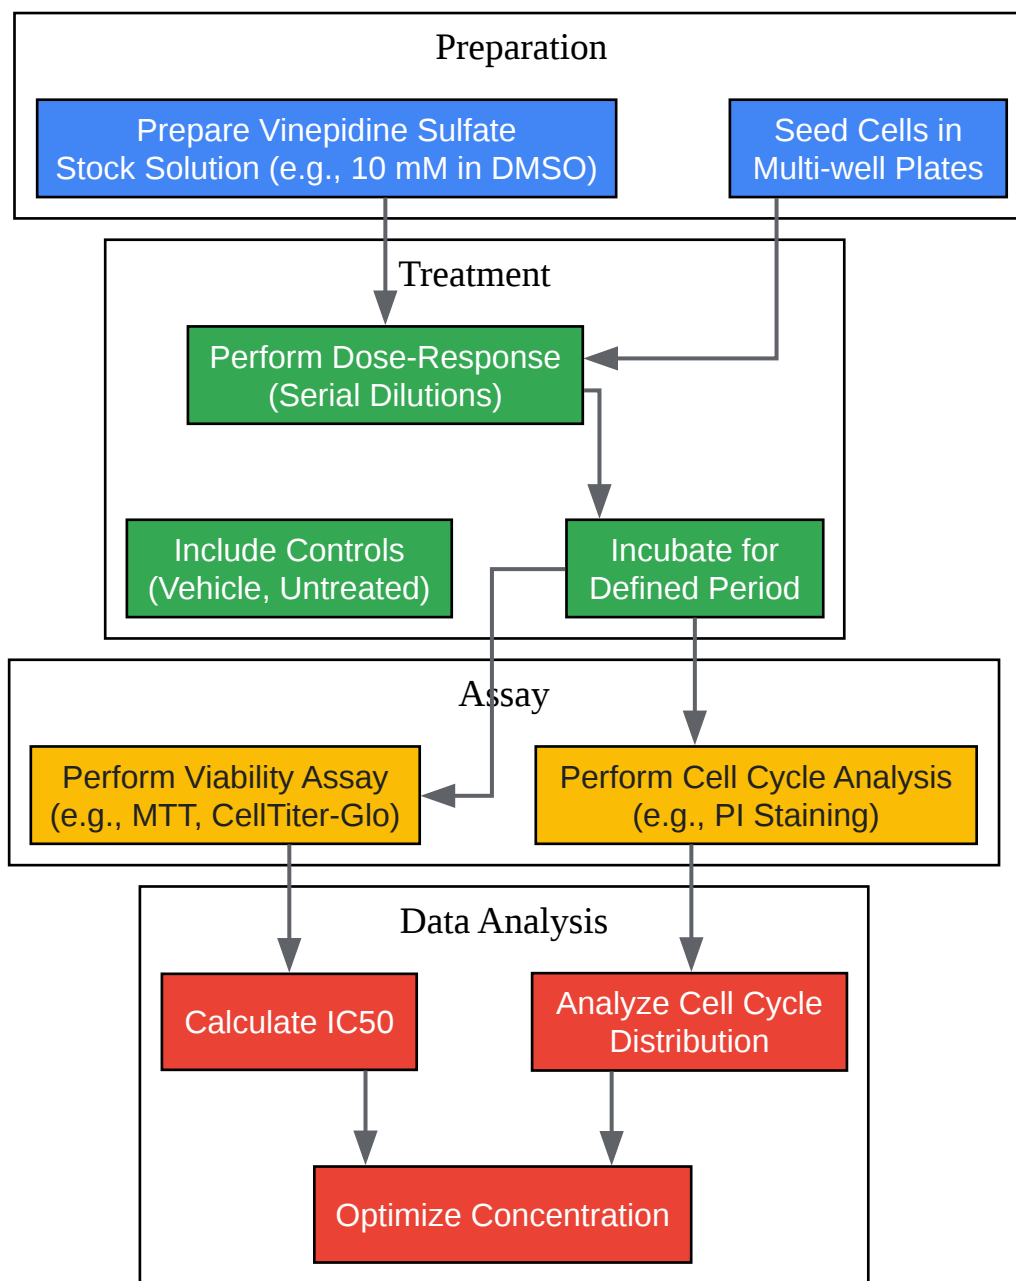 Preparation
Prepare Vinepidine Sulfate
Stock Solution (e.g., 10 mM in DMSO)
Seed Cells in
Multi-well Plates
Treatment
Perform Dose-Response
(Serial Dilutions)
Include Controls
(Vehicle, Untreated)
Incubate for
Defined Period
Assay
Perform Viability Assay
(e.g., MTT, CellTiter-Glo)
Perform Cell Cycle Analysis
(e.g., PI Staining)
Data Analysis
Calculate IC50
Analyze Cell Cycle
Distribution
Optimize Concentration